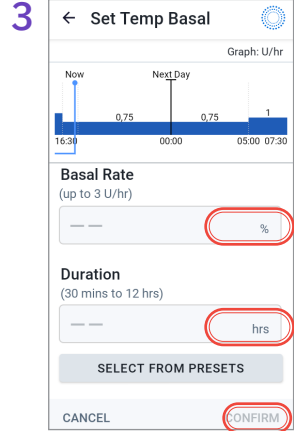 3
Set Temp Basal
Graph: U/hr
Now
Next Day
0,75
0,75
1
16:30
00:00
05:00
07:30
Basal Rate
(up to 3 U/hr)
%
Duration
(30 mins to 12 hrs)
hrs
SELECT FROM PRESETS
CANCEL
CONFIRM